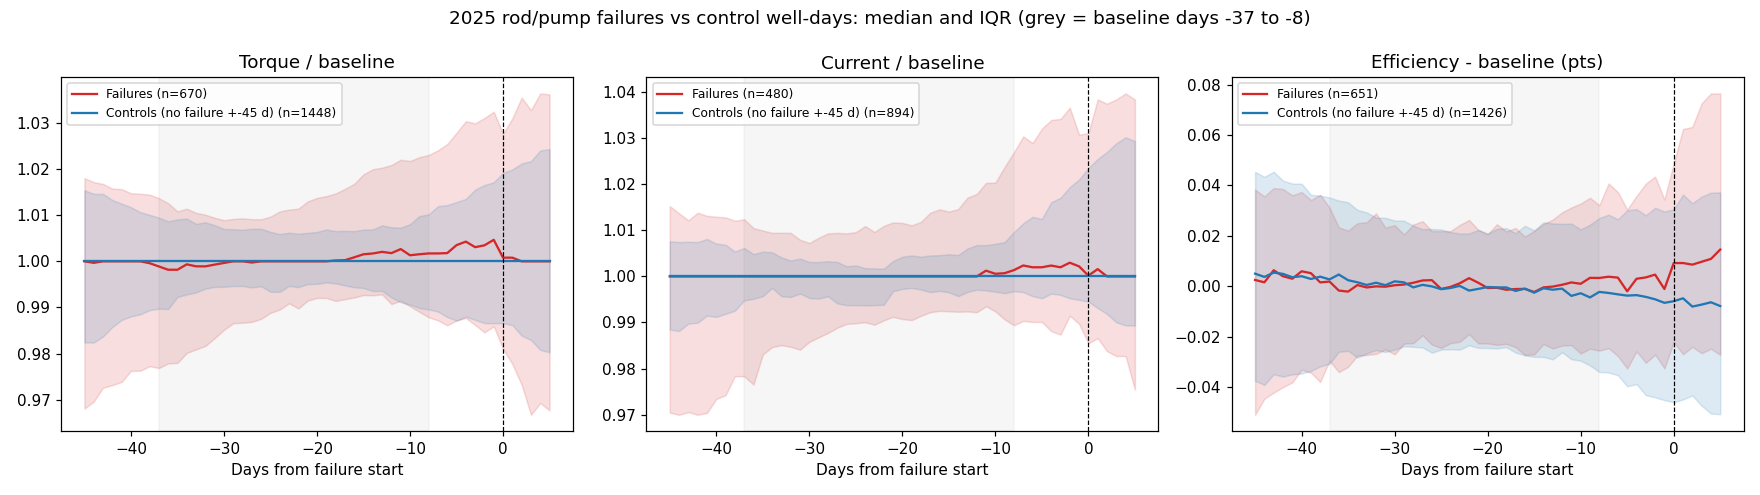 2025 rod/pump failures vs control well-days: median and IQR (grey = baseline days -37 to -8)
Torque / baseline
Failures (n=670)
Controls (no failure +-45 d) (n=1448)
1.03
1.02
1.01
1.00
0.99
0.98
0.97
−40
−30
−20
−10
0
Days from failure start
Current / baseline
Failures (n=480)
Controls (no failure +-45 d) (n=894)
1.04
1.03
1.02
1.01
1.00
0.99
0.98
0.97
−40
−30
−20
−10
0
Days from failure start
Efficiency - baseline (pts)
Failures (n=651)
Controls (no failure +-45 d) (n=1426)
0.08
0.06
0.04
0.02
0.00
−0.02
−0.04
−40
−30
−20
−10
0
Days from failure start